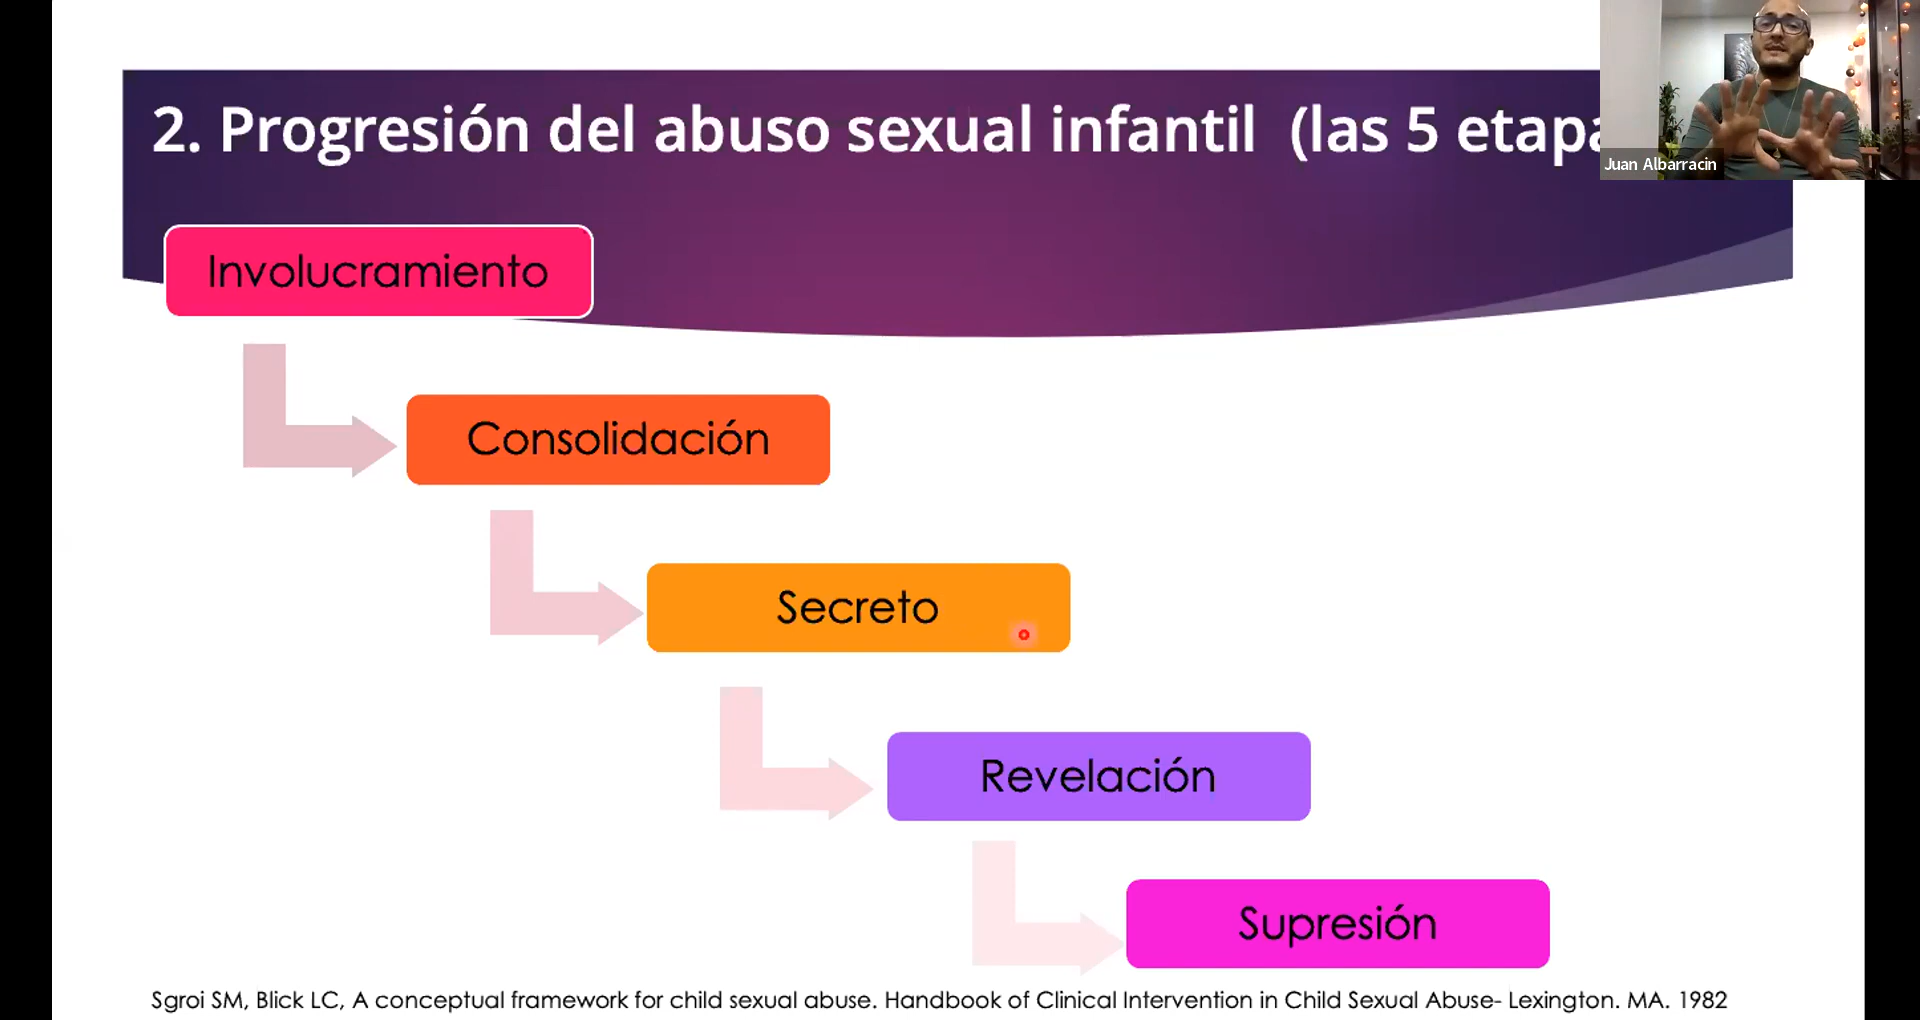 2. Progresión del abuso sexual infantil (las 5 etapa
Juan Albarracin
Involucramiento
Consolidación
Secreto
Revelación
Supresión
Sgroi SM, Blick LC, A conceptual framework for child sexual abuse. Handbook of Clinical Intervention in Child Sexual Abuse- Lexington. MA. 1982